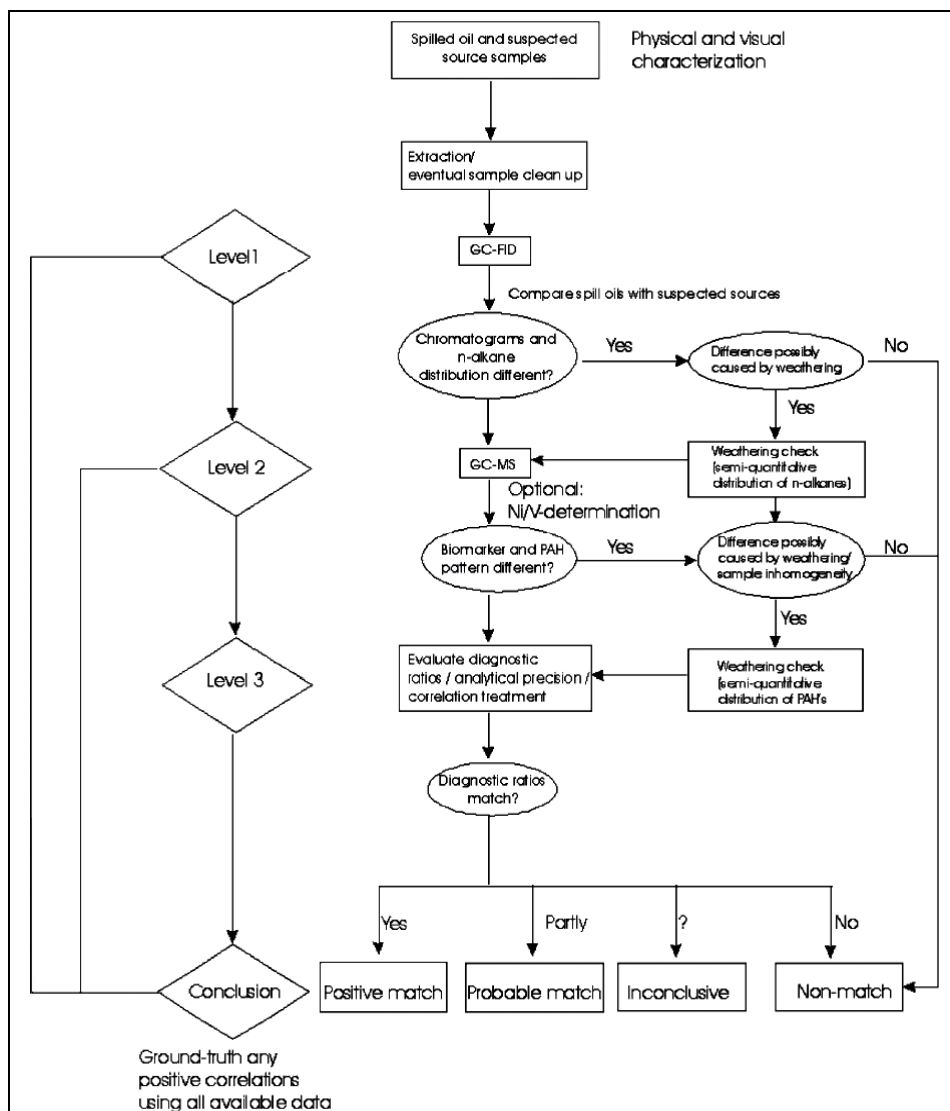 Spilled oil and suspected
source samples
Physical and visual
characterization
Extraction/
eventual sample clean up
Level 1
GC-FID
Compare spill oils with suspected sources
Chromatograms and
n-alkane
distribution different?
Yes
Difference possibly
caused by weathering
No
Yes
Level 2
GC-MS
Weathering check
(semi-quantitative
distribution of n-alkanes)
Optional:
Ni/V-determination
Biomarker and PAH
pattern different?
Yes
Difference possibly
caused by weathering/
sample inhomogeneity
No
Yes
Level 3
Evaluate diagnostic
ratios / analytical precision /
correlation treatment
Weathering check
(semi-quantitative
distribution of PAH's
Diagnostic ratios
match?
Yes
Partly
?
No
Conclusion
Positive match
Probable match
Inconclusive
Non-match
Ground-truth any
positive correlations
using all available data